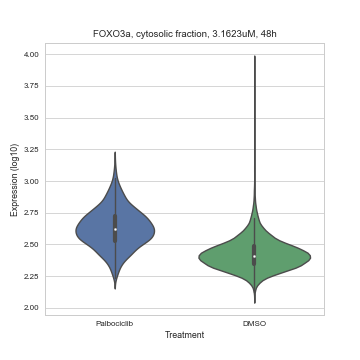 FOXO3a, cytosolic fraction, 3.1623uM, 48h
4.00
3.75
3.50
3.25
3.00
2.75
2.50
2.25
2.00
Expression (log10)
Palbociclib DMSO
Treatment